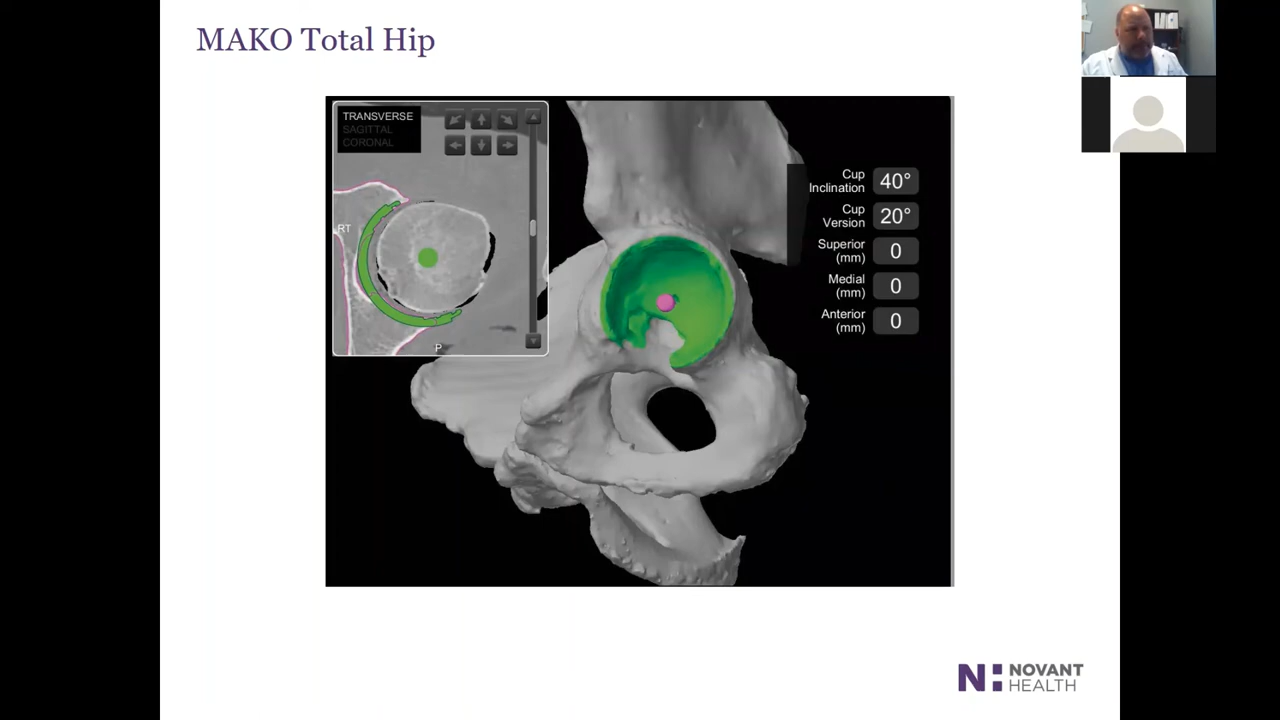 MAKO Total Hip
TRANSVERSE
SAGITTAL
CORONAL
RT
P
Cup
Inclination
40°
Cup
Version
20°
Superior
(mm)
0
Medial
(mm)
0
Anterior
(mm)
0
NOVANT
HEALTH